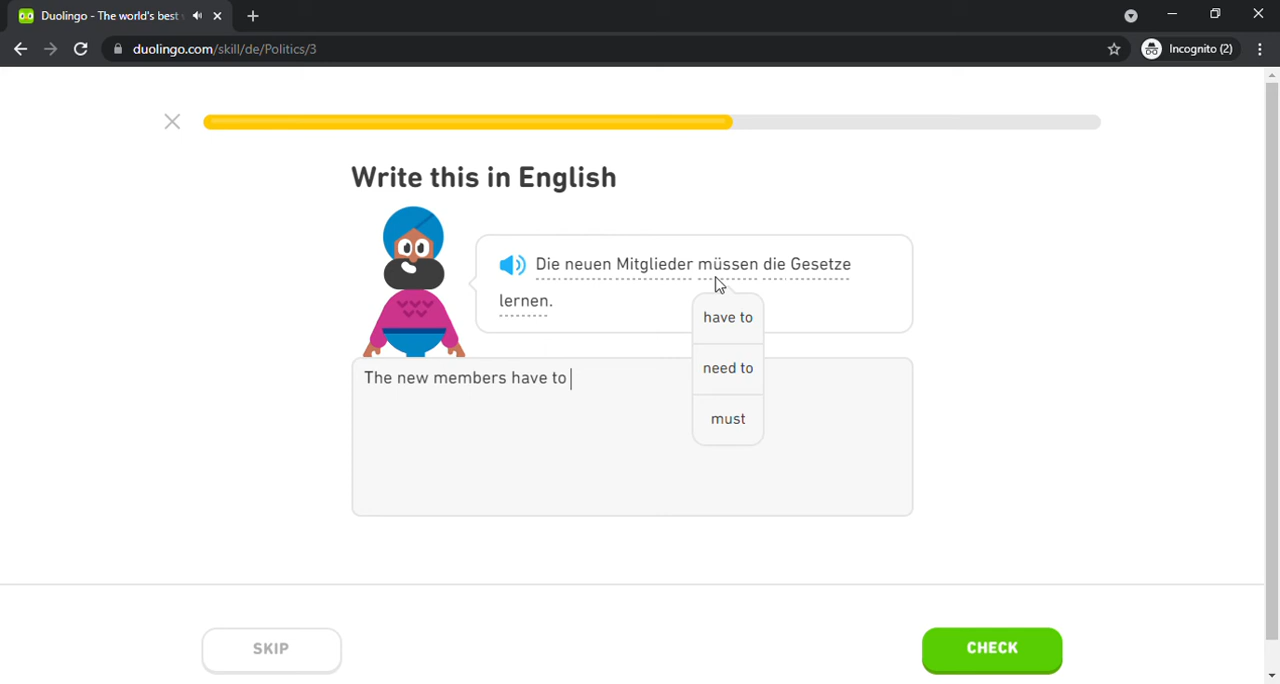 Duolingo - The world's best
duolingo.com/skill/de/Politics/3
Incognito (2)
Write this in English
Die neuen Mitglieder müssen die Gesetze
lernen.
have to
need to
must
The new members have to
SKIP
CHECK